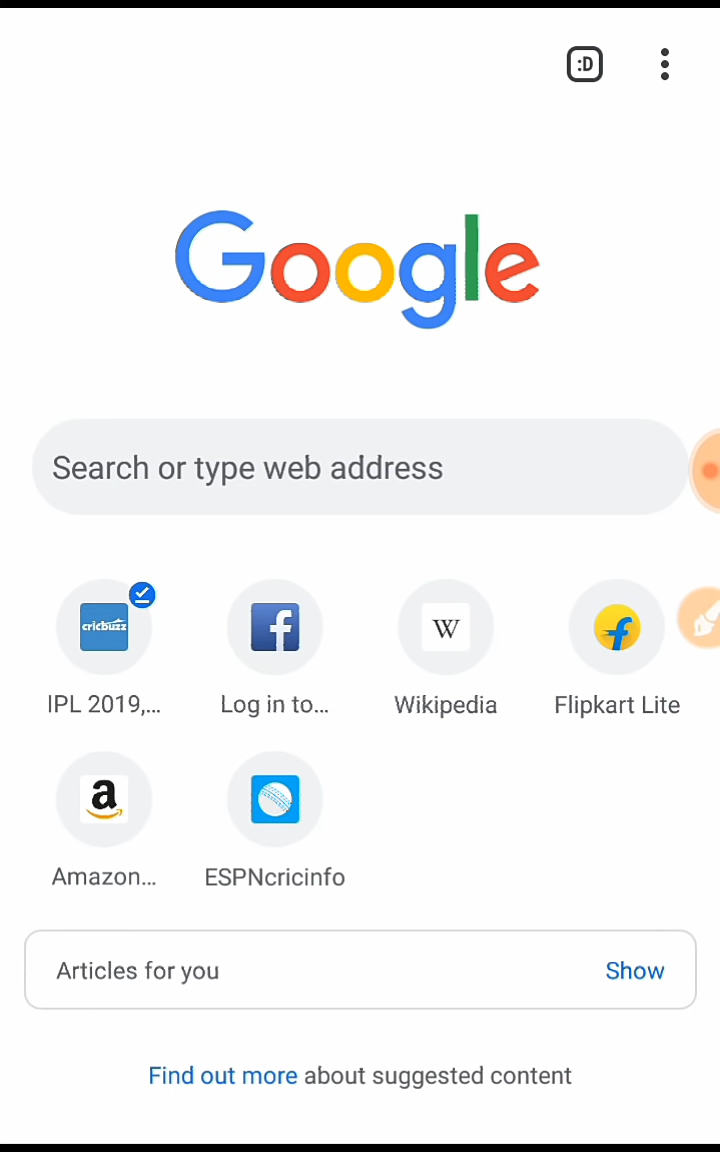 :D
Google
Search or type web address
cricbuzz
W
IPL 2019,...
Log in to...
Wikipedia
Flipkart Lite
a
Amazon...
ESPNcricinfo
Articles for you
Show
Find out more about suggested content